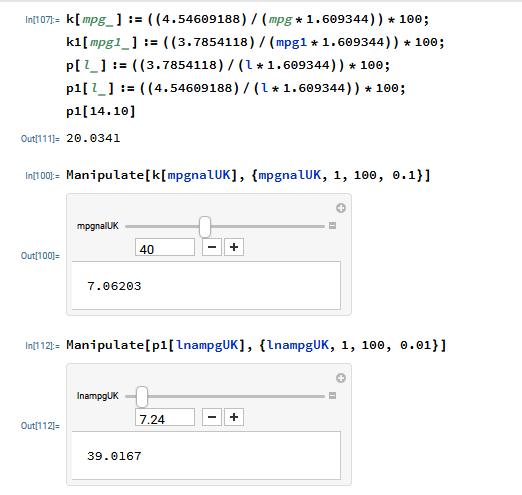 In[107]:= k[mpg_] := ((4.54609188) / (mpg * 1.609344)) * 100;
k1[mpg1_] := ((3.7854118) / (mpg1 * 1.609344)) * 100;
p[l_] := ((3.7854118) / (l * 1.609344)) * 100;
p1[l_] := ((4.54609188) / (l * 1.609344)) * 100;
p1[14.10]
Out[111]= 20.0341
In[100]:= Manipulate[k[mpgnalUK], {mpgnalUK, 1, 100, 0.1}]
mpgnalUK
40
Out[100]=
7.06203
In[112]:= Manipulate[p1[lnampgUK], {lnampgUK, 1, 100, 0.01}]
lnampgUK
7.24
Out[112]=
39.0167